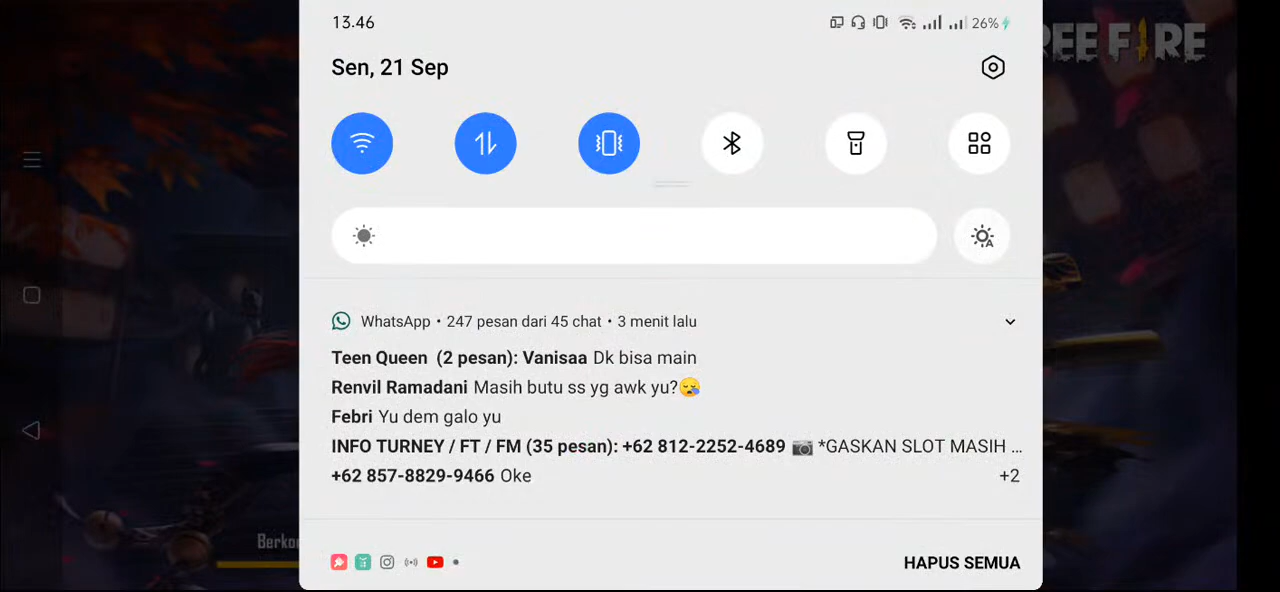 13.46
26%
REE FIRE
Sen, 21 Sep
WhatsApp • 247 pesan dari 45 chat • 3 menit lalu
Teen Queen (2 pesan): Vanisaa Dk bisa main
Renvil Ramadani Masih butu ss yg awk yu?😪
Febri Yu dem galo yu
INFO TURNEY / FT / FM (35 pesan): +62 812-2252-4689 📷 *GASKAN SLOT MASIH ...
+62 857-8829-9466 Oke
+2
HAPUS SEMUA